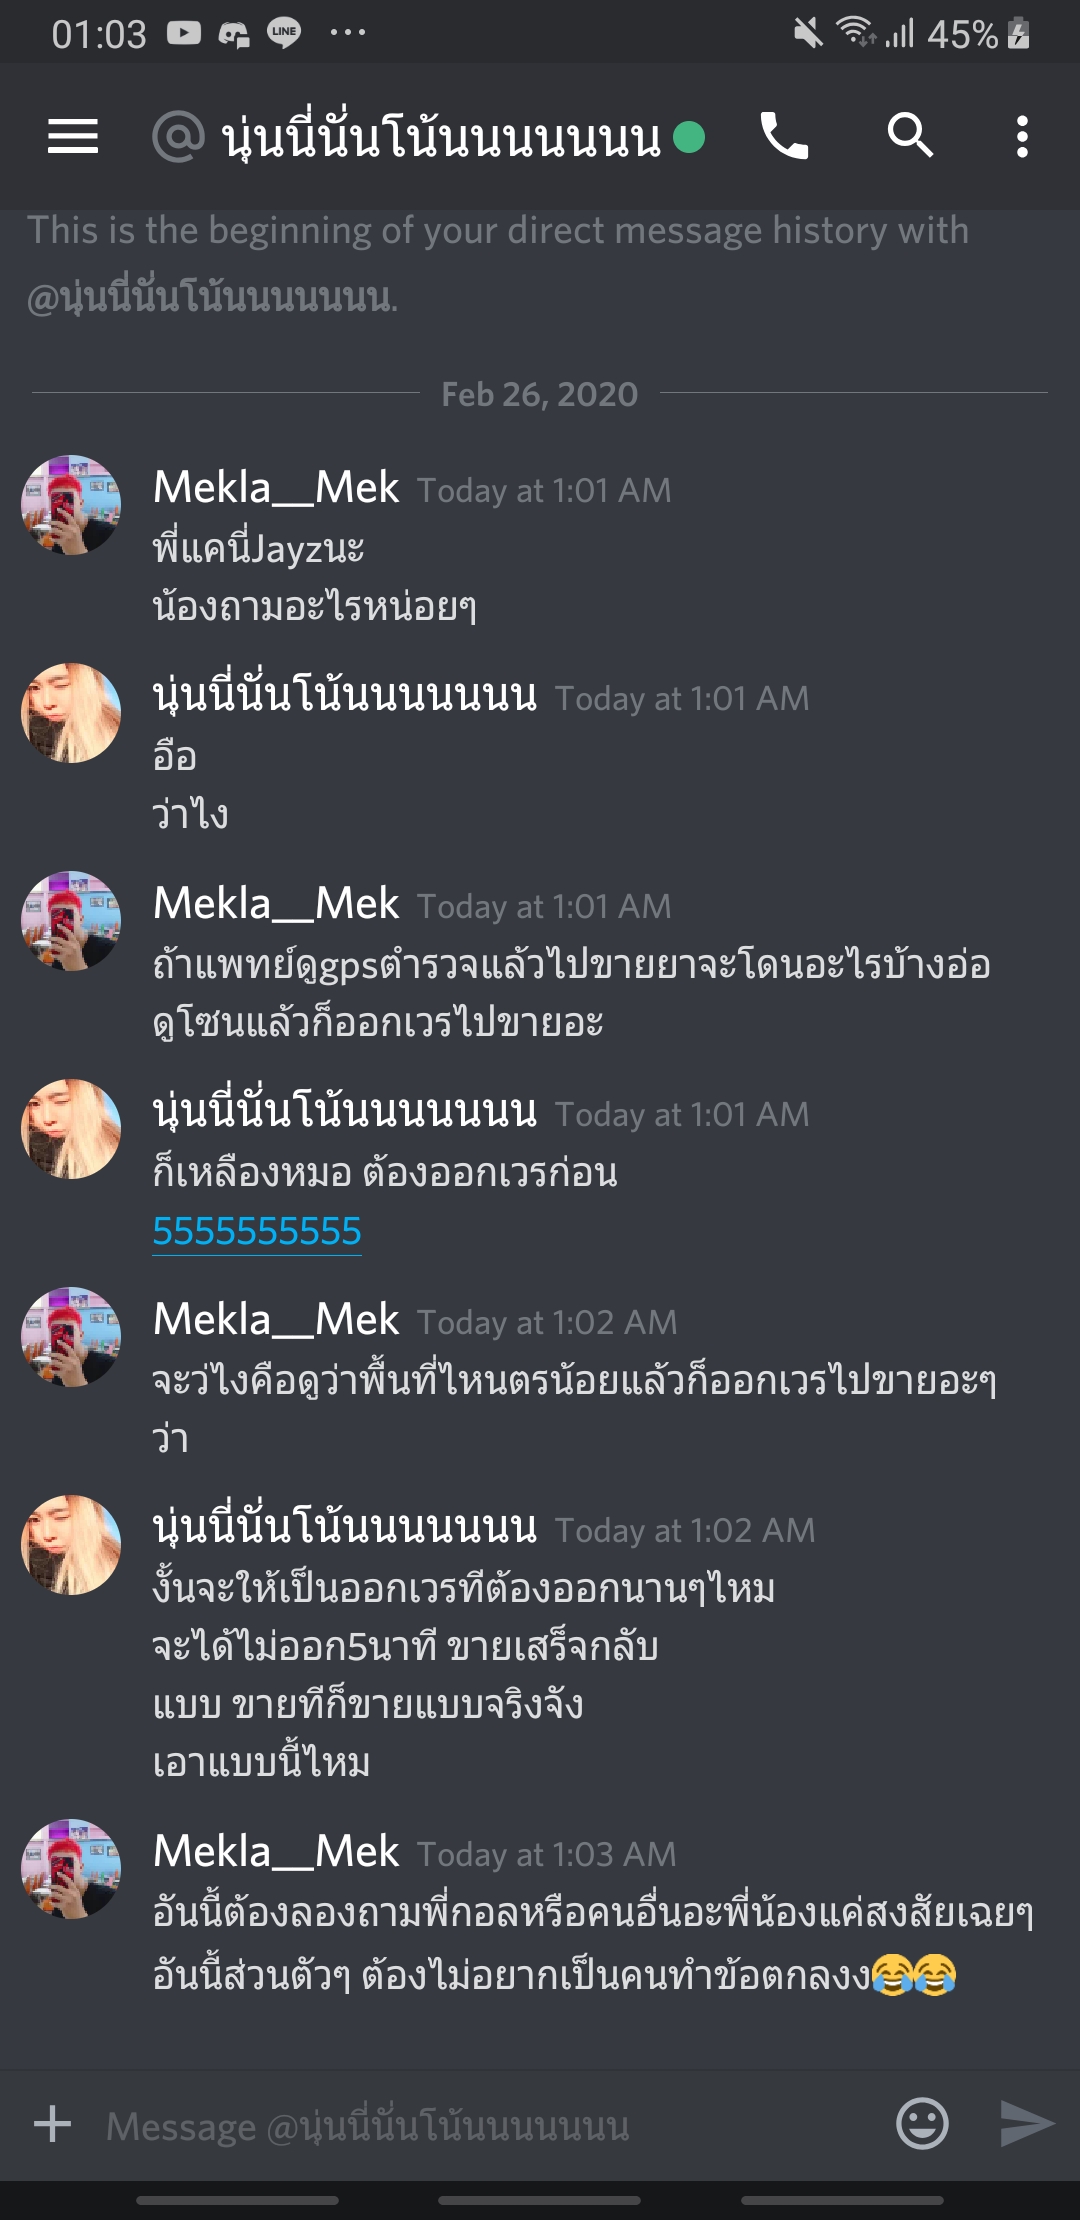 01:03 LINE 45%
@ นุ่นนี่นั่นโน้นนนนนนนน
This is the beginning of your direct message history with
@นุ่นนี่นั่นโน้นนนนนนนน.
Feb 26, 2020
Mekla__Mek Today at 1:01 AM
พี่แคนี่Jayzนะ
น้องถามอะไรหน่อยๆ
นุ่นนี่นั่นโน้นนนนนนนน Today at 1:01 AM
อือ
ว่าไง
Mekla__Mek Today at 1:01 AM
ถ้าแพทย์ดูgpsตำรวจแล้วไปขายยาจะโดนอะไรบ้างอ่อ
ดูโซนแล้วก็ออกเวรไปขายอะ
นุ่นนี่นั่นโน้นนนนนนนน Today at 1:01 AM
ก็เหลืองหมอ ต้องออกเวรก่อน
5555555555
Mekla__Mek Today at 1:02 AM
จะว่ไงคือดูว่าพื้นที่ไหนตรน้อยแล้วก็ออกเวรไปขายอะๆ
ว่า
นุ่นนี่นั่นโน้นนนนนนนน Today at 1:02 AM
งั้นจะให้เป็นออกเวรทีต้องออกนานๆไหม
จะได้ไม่ออก5นาที ขายเสร็จกลับ
แบบ ขายทีก็ขายแบบจริงจัง
เอาแบบนี้ไหม
Mekla__Mek Today at 1:03 AM
อันนี้ต้องลองถามพี่กอลหรือคนอื่นอะพี่น้องแค่สงสัยเฉยๆ
อันนี้ส่วนตัวๆ ต้องไม่อยากเป็นคนทำข้อตกลงง😂😂
Message @นุ่นนี่นั่นโน้นนนนนนนน